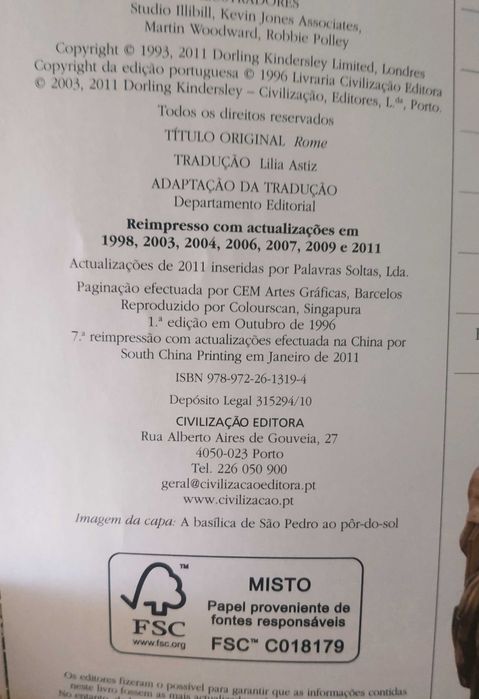 Studio Illibill, Kevin Jones Associates,
Martin Woodward, Robbie Polley
Copyright © 1993, 2011 Dorling Kindersley Limited, Londres
Copyright da edição portuguesa © 1996 Livraria Civilização Editora
© 2003, 2011 Dorling Kindersley – Civilização, Editores, L.da, Porto.
Todos os direitos reservados
TÍTULO ORIGINAL Rome
TRADUÇÃO Lilia Astiz
ADAPTAÇÃO DA TRADUÇÃO
Departamento Editorial
Reimpresso com actualizações em
1998, 2003, 2004, 2006, 2007, 2009 e 2011
Actualizações de 2011 inseridas por Palavras Soltas, Lda.
Paginação efectuada por CEM Artes Gráficas, Barcelos
Reproduzido por Colourscan, Singapura
1.ª edição em Outubro de 1996
7.ª reimpressão com actualizações efectuada na China por
South China Printing em Janeiro de 2011
ISBN 978-972-26-1319-4
Depósito Legal 315294/10
CIVILIZAÇÃO EDITORA
Rua Alberto Aires de Gouveia, 27
4050-023 Porto
Tel. 226 050 900
geral@civilizacaoeditora.pt
www.civilizacao.pt
Imagem da capa: A basílica de São Pedro ao pôr-do-sol
TM
FSC
www.fsc.org
MISTO
Papel proveniente de
fontes responsáveis
FSC™ C018179
Os editores fizeram o possível para garantir que as informações contidas
neste livro fossem as mais